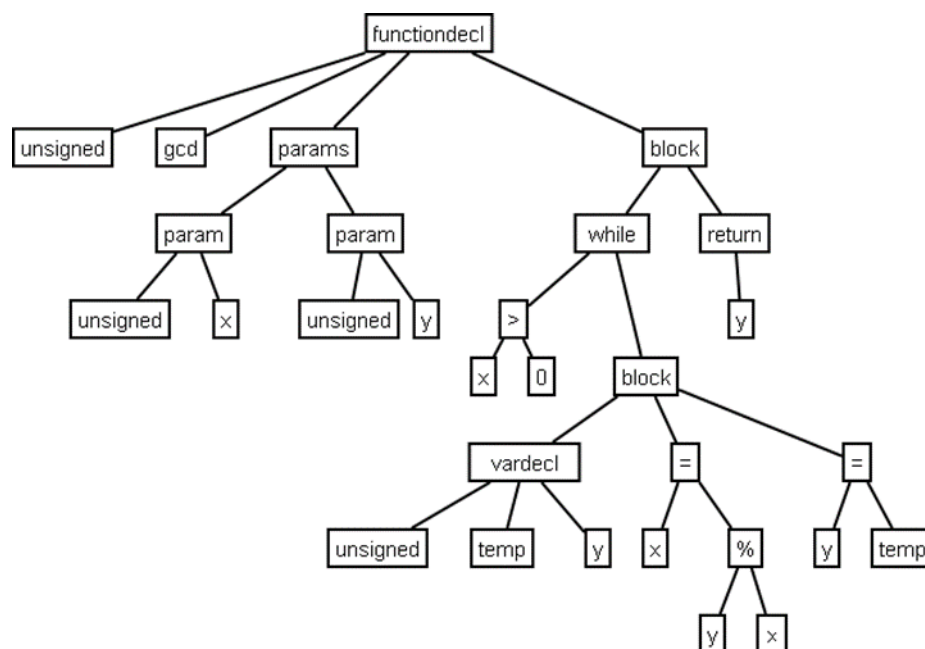 functiondecl
unsigned gcd params block
param param while return
unsigned x unsigned y > y
x 0 block
vardecl = =
unsigned temp y x % y temp
y x